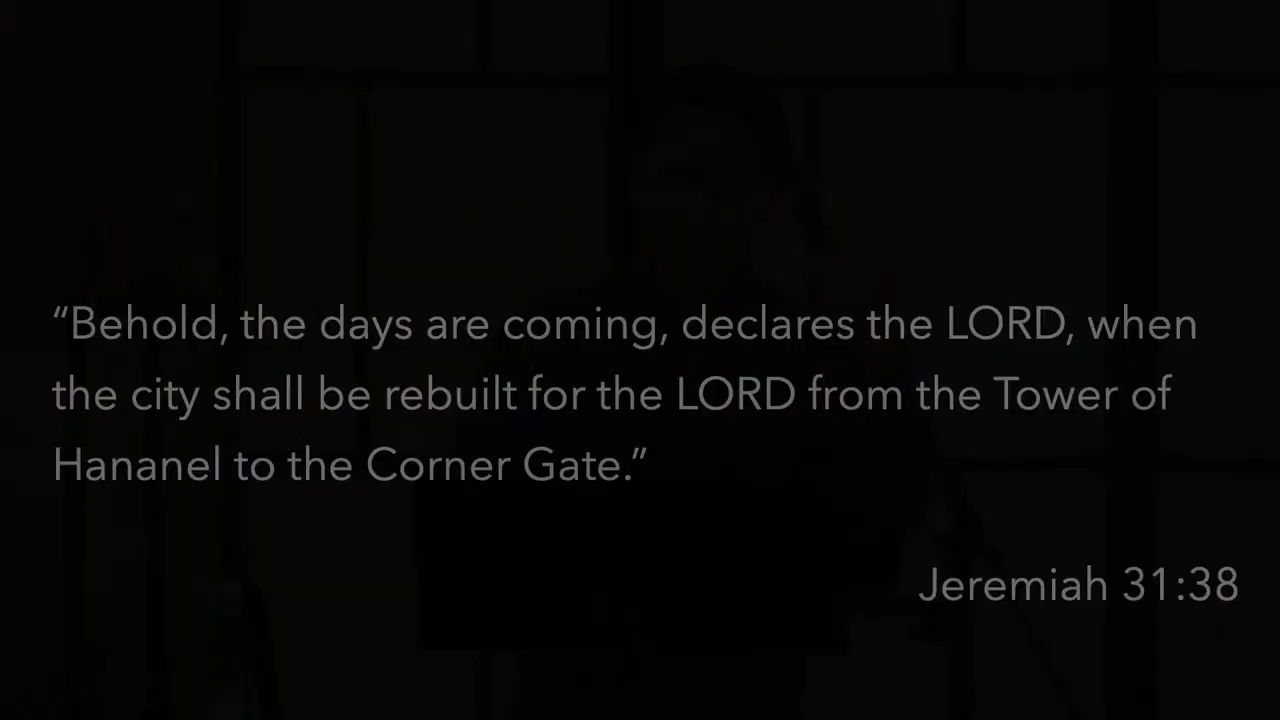 “Behold, the days are coming, declares the LORD, when
the city shall be rebuilt for the LORD from the Tower of
Hananel to the Corner Gate.”
Jeremiah 31:38